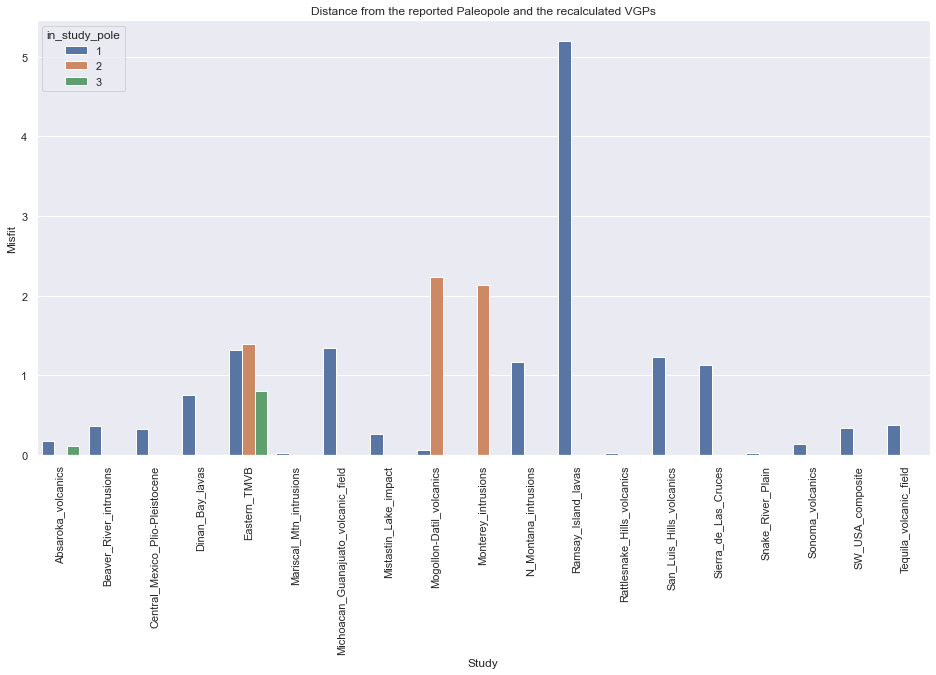 Distance from the reported Paleopole and the recalculated VGPs
in_study_pole
1
2
3
5
4
3
2
1
0
Misfit
Absaroka_volcanics
Beaver_River_intrusions
Central_Mexico_Plio-Pleistocene
Dinan_Bay_lavas
Eastern_TMVB
Mariscal_Mtn_intrusions
Michoacan_Guanajuato_volcanic_field
Mistastin_Lake_impact
Mogollon-Datil_volcanics
Monterey_intrusions
N_Montana_intrusions
Ramsay_Island_lavas
Rattlesnake_Hills_volcanics
San_Luis_Hills_volcanics
Sierra_de_Las_Cruces
Snake_River_Plain
Sonoma_volcanics
SW_USA_composite
Tequila_volcanic_field
Study